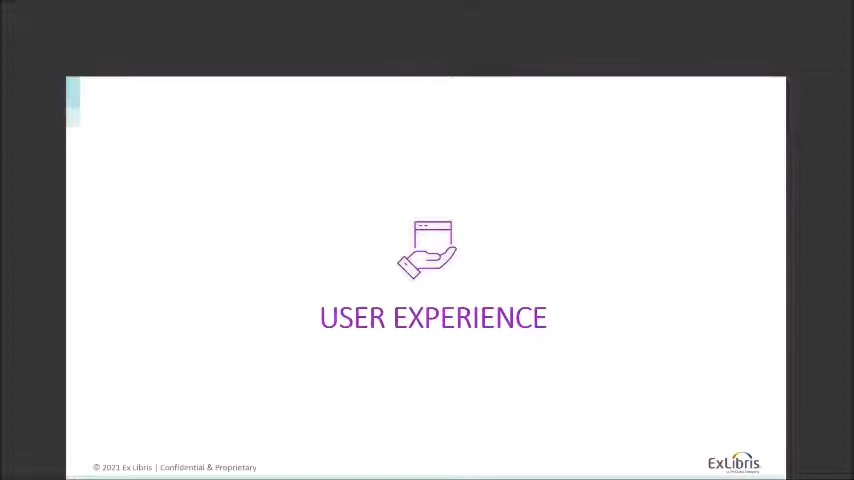 USER EXPERIENCE
© 2021 Ex Libris | Confidential & Proprietary
ExLibris